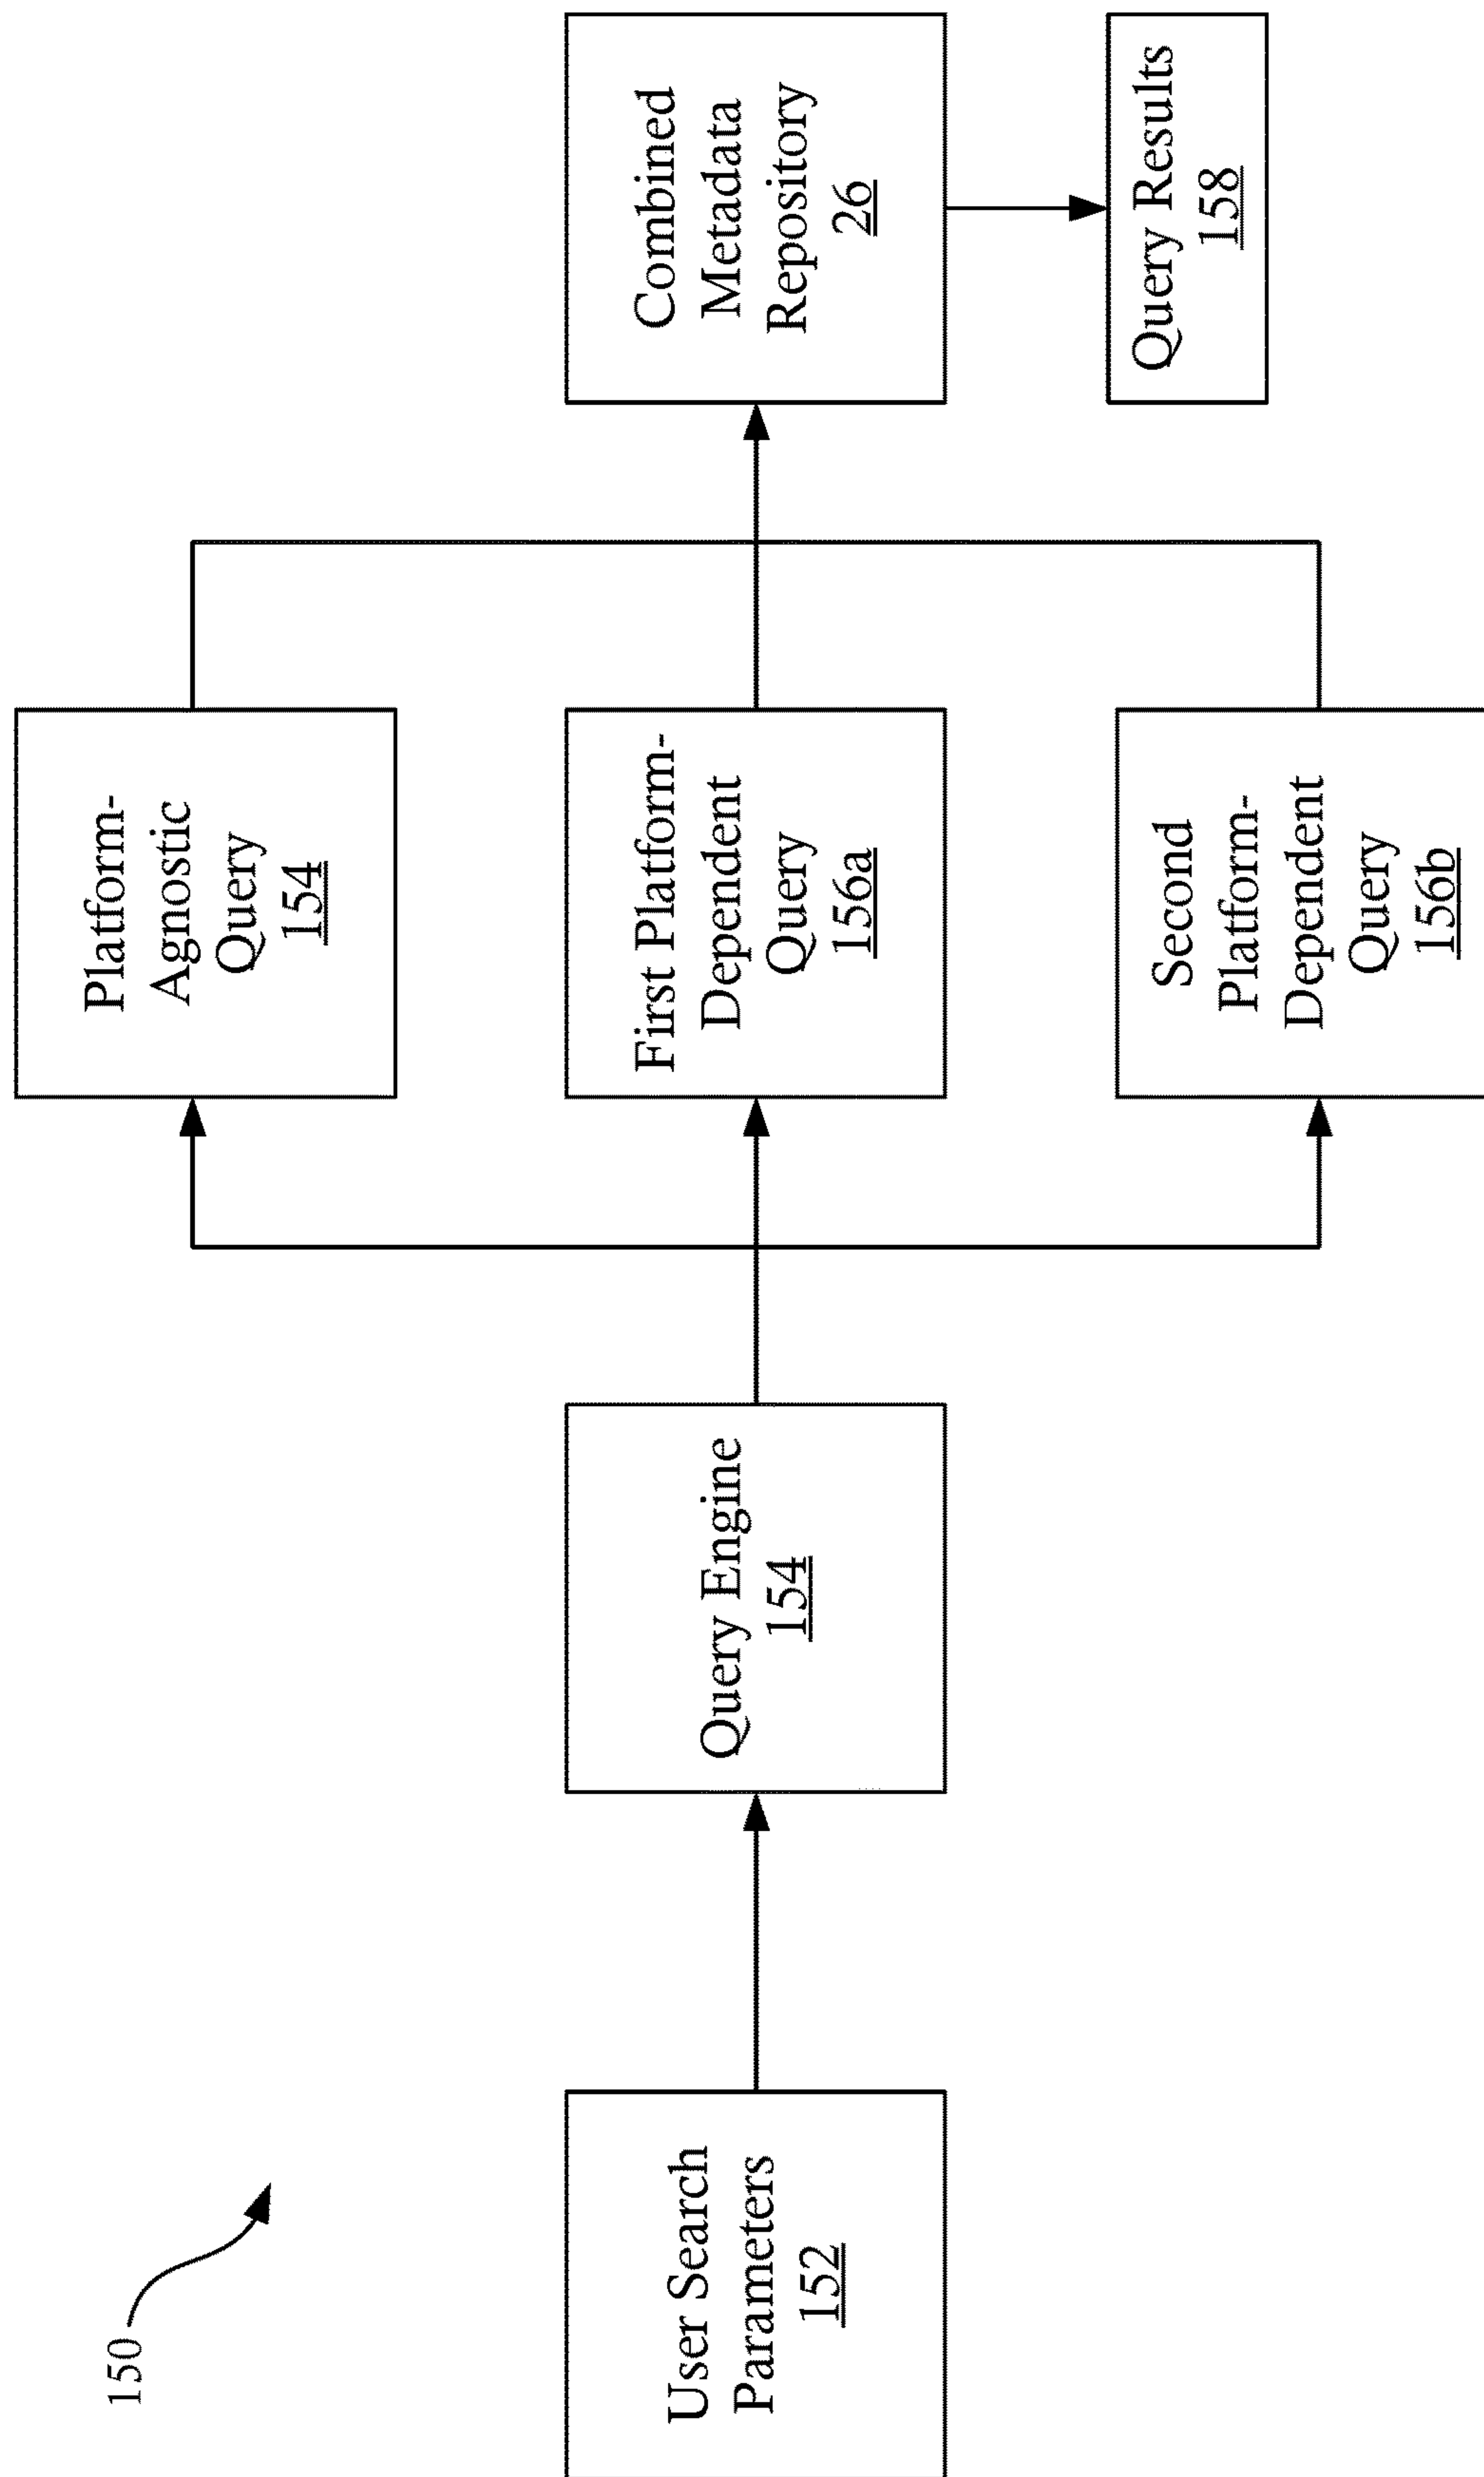 150
User Search
Parameters
152
Query Engine
154
Platform-
Agnostic
Query
154
First Platform-
Dependent
Query
156a
Second
Platform-
Dependent
Query
156b
Combined
Metadata
Repository
26
Query Results
158